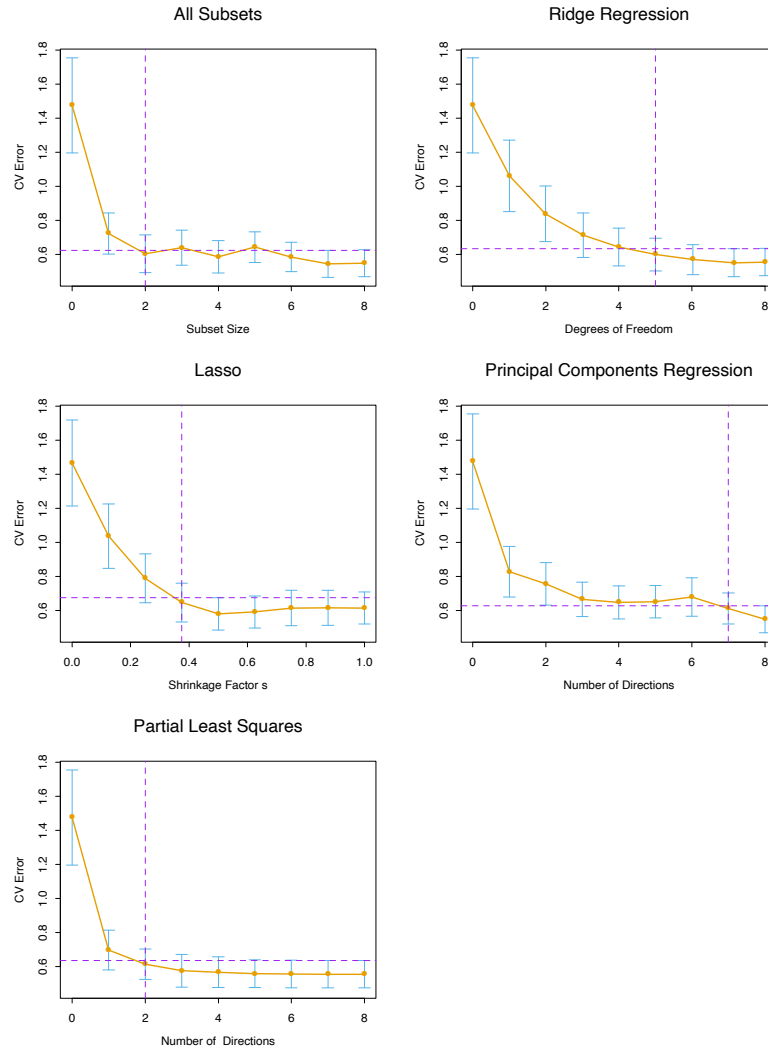 All Subsets
1.8
1.6
1.4
1.2
1.0
0.8
0.6
CV Error
0 2 4 6 8
Subset Size
Ridge Regression
1.8
1.6
1.4
1.2
1.0
0.8
0.6
CV Error
0 2 4 6 8
Degrees of Freedom
Lasso
1.8
1.6
1.4
1.2
1.0
0.8
0.6
CV Error
0.0 0.2 0.4 0.6 0.8 1.0
Shrinkage Factor s
Principal Components Regression
1.8
1.6
1.4
1.2
1.0
0.8
0.6
CV Error
0 2 4 6 8
Number of Directions
Partial Least Squares
1.8
1.6
1.4
1.2
1.0
0.8
0.6
CV Error
0 2 4 6 8
Number of Directions